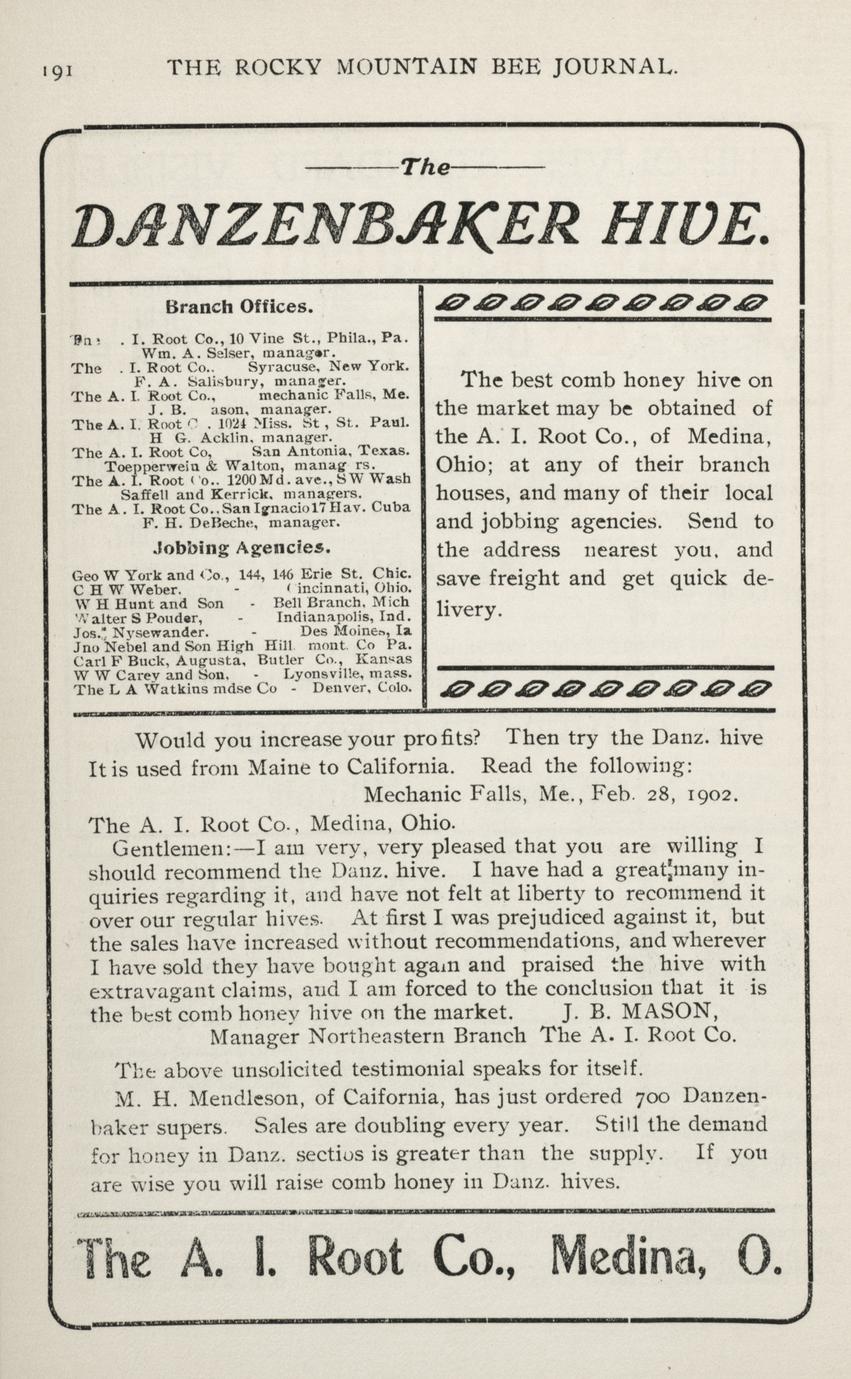 191 THE ROCKY MOUNTAIN BEE JOURNAL.
The
DANZENBAKER HIVE.
Branch Offices.
. I. Root Co., 10 Vine St., Phila., Pa.
Wm. A. Selser, manager.
The . I. Root Co.. Syracuse, New York.
F. A. Salisbury, manager.
The A. I. Root Co., mechanic Falls, Me.
J. B. ason, manager.
The A. I. Root C . 1024 Miss. St, St. Paul.
H G. Acklin, manager.
The A. I. Root Co, San Antonia, Texas.
Toepperwein & Walton, manag rs.
The A. I. Root Co.. 1200 Md. ave., S W Wash
Saffell and Kerrick, managers.
The A. I. Root Co., San Ignacio 17 Hav. Cuba
F. H. DeBeche, manager.
Jobbing Agencies.
Geo W York and Co., 144, 146 Erie St. Chic.
C H W Weber. - Cincinnati, Ohio.
W H Hunt and Son - Bell Branch, Mich
Walter S Pouder, - Indianapolis, Ind.
Jos. Nysewander. - Des Moines, Ia
Jno Nebel and Son High Hill mont. Co Pa.
Carl F Buck, Augusta, Butler Co., Kansas
W W Carey and Son, - Lyonsville, mass.
The L A Watkins mdse Co - Denver, Colo.
The best comb honey hive on
the market may be obtained of
the A. I. Root Co., of Medina,
Ohio; at any of their branch
houses, and many of their local
and jobbing agencies. Send to
the address nearest you, and
save freight and get quick de-
livery.
Would you increase your profits? Then try the Danz. hive
It is used from Maine to California. Read the following:
Mechanic Falls, Me., Feb. 28, 1902.
The A. I. Root Co., Medina, Ohio.
Gentlemen:—I am very, very pleased that you are willing I
should recommend the Danz. hive. I have had a great many in-
quiries regarding it, and have not felt at liberty to recommend it
over our regular hives. At first I was prejudiced against it, but
the sales have increased without recommendations, and wherever
I have sold they have bought again and praised the hive with
extravagant claims, and I am forced to the conclusion that it is
the best comb honey hive on the market. J. B. MASON,
Manager Northeastern Branch The A. I. Root Co.
The above unsolicited testimonial speaks for itself.
M. H. Mendleson, of Caifornia, has just ordered 700 Danzen-
baker supers. Sales are doubling every year. Still the demand
for honey in Danz. sectios is greater than the supply. If you
are wise you will raise comb honey in Danz. hives.
The A. I. Root Co., Medina, O.